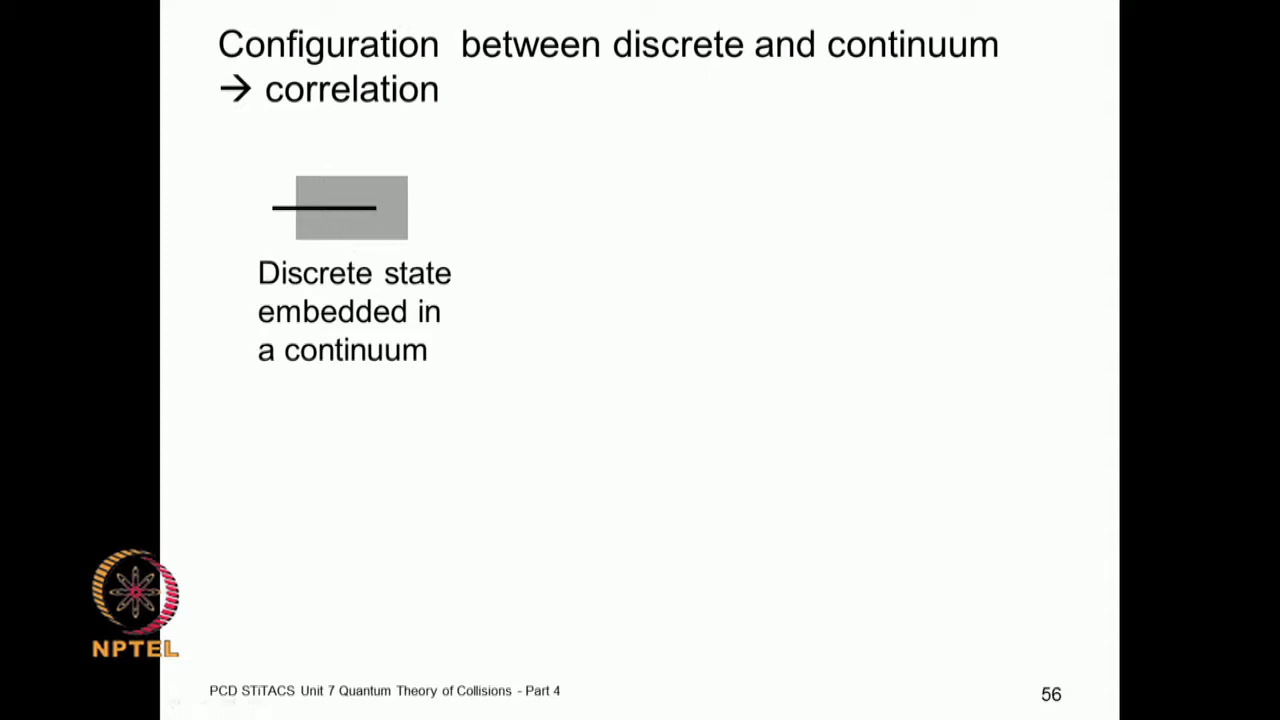 Configuration between discrete and continuum
→ correlation
Discrete state
embedded in
a continuum
NPTEL
PCD STiTACS Unit 7 Quantum Theory of Collisions - Part 4
56